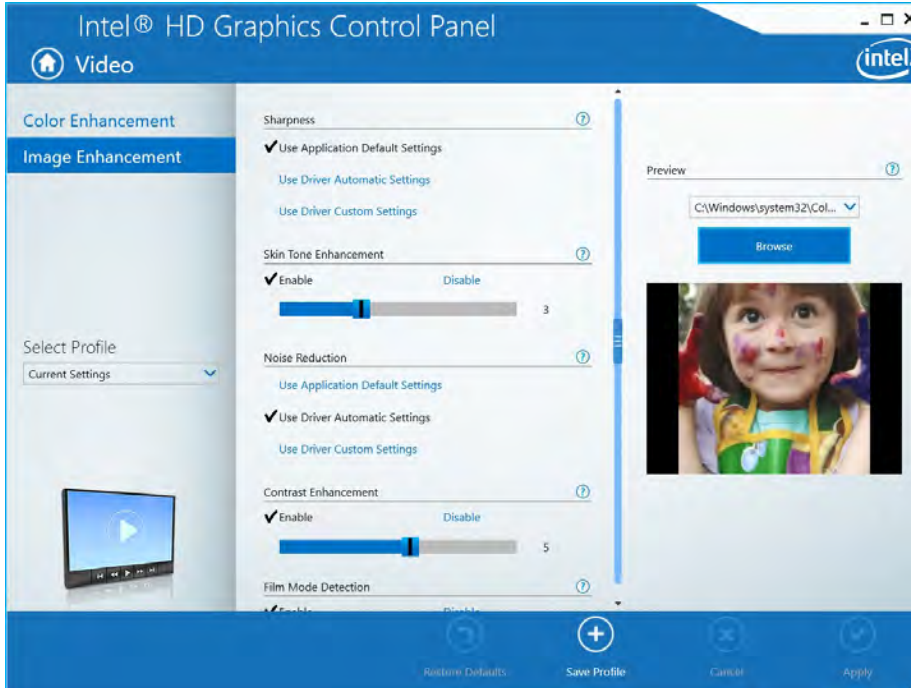 Intel® HD Graphics Control Panel
Video
intel
Color Enhancement
Image Enhancement
Select Profile
Current Settings
Sharpness
Use Application Default Settings
Use Driver Automatic Settings
Use Driver Custom Settings
Skin Tone Enhancement
Enable Disable
3
Noise Reduction
Use Application Default Settings
Use Driver Automatic Settings
Use Driver Custom Settings
Contrast Enhancement
Enable Disable
5
Film Mode Detection
Enable Disable
Preview
C:\Windows\system32\Col...
Browse
Restore Defaults
Save Profile
Cancel
Apply